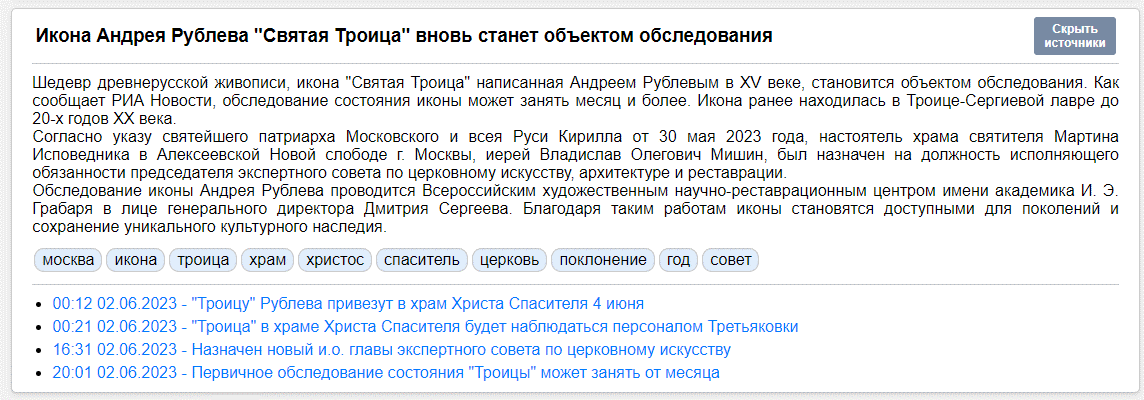 Икона Андрея Рублева "Святая Троица" вновь станет объектом обследования
Скрыть
источники
Шедевр древнерусской живописи, икона "Святая Троица" написанная Андреем Рублевым в XV веке, становится объектом обследования. Как
сообщает РИА Новости, обследование состояния иконы может занять месяц и более. Икона ранее находилась в Троице-Сергиевой лавре до
20-х годов XX века.
Согласно указу святейшего патриарха Московского и всея Руси Кирилла от 30 мая 2023 года, настоятель храма святителя Мартина
Исповедника в Алексеевской Новой слободе г. Москвы, иерей Владислав Олегович Мишин, был назначен на должность исполняющего
обязанности председателя экспертного совета по церковному искусству, архитектуре и реставрации.
Обследование иконы Андрея Рублева проводится Всероссийским художественным научно-реставрационным центром имени академика И. Э.
Грабаря в лице генерального директора Дмитрия Сергеева. Благодаря таким работам иконы становятся доступными для поколений и
сохранение уникального культурного наследия.
москва икона троица храм христос спаситель церковь поклонение год совет
00:12 02.06.2023 - "Троицу" Рублева привезут в храм Христа Спасителя 4 июня
00:21 02.06.2023 - "Троица" в храме Христа Спасителя будет наблюдаться персоналом Третьяковки
16:31 02.06.2023 - Назначен новый и.о. главы экспертного совета по церковному искусству
20:01 02.06.2023 - Первичное обследование состояния "Троицы" может занять от месяца